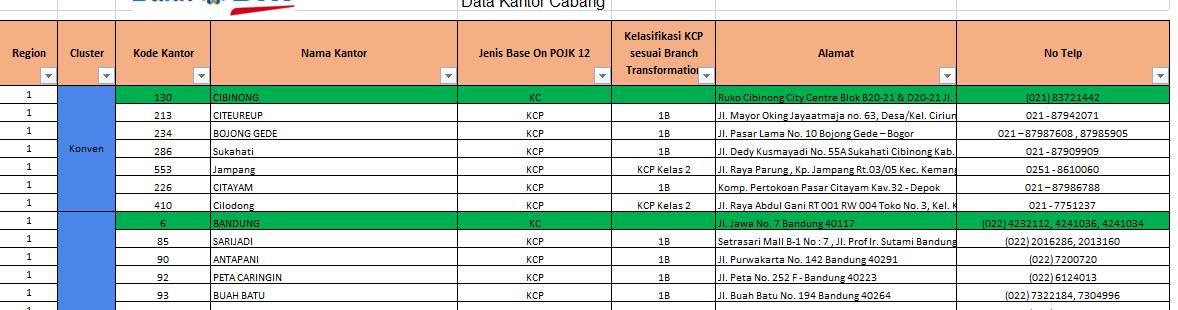 Data Kantor Cabang
Region Cluster Kode Kantor Nama Kantor Jenis Base On POJK 12 Kelasifikasi KCP sesuai Branch Transformation Alamat No Telp
1 130 CIBINONG KC Ruko Cibinong City Centre Blok B20-21 & D20-21 Jl. (021) 83721442
1 213 CITEUREUP KCP 1B Jl. Mayor Oking Jayaatmaja no. 63, Desa/Kel. Ciriun 021 - 87942071
1 234 BOJONG GEDE KCP 1B Jl. Pasar Lama No. 10 Bojong Gede – Bogor 021 – 87987608 , 87985905
1 Konven 286 Sukahati KCP 1B Jl. Dedy Kusmayadi No. 55A Sukahati Cibinong Kab. 021 - 87909909
1 553 Jampang KCP KCP Kelas 2 Jl. Raya Parung , Kp. Jampang Rt.03/05 Kec. Kemang 0251 - 8610060
1 226 CITAYAM KCP 1B Komp. Pertokoan Pasar Citayam Kav.32 - Depok 021 – 87986788
1 410 Cilodong KCP KCP Kelas 2 Jl. Raya Abdul Gani RT 001 RW 004 Toko No. 3, Kel. K 021 - 7751237
1 6 BANDUNG KC Jl. Jawa No. 7 Bandung 40117 (022) 4232112, 4241036, 4241034
1 85 SARIJADI KCP 1B Setrasari Mall B-1 No : 7 , Jl. Prof Ir. Sutami Bandung (022) 2016286, 2013160
1 90 ANTAPANI KCP 1B Jl. Purwakarta No. 142 Bandung 40291 (022) 7200720
1 92 PETA CARINGIN KCP 1B Jl. Peta No. 252 F - Bandung 40223 (022) 6124013
1 93 BUAH BATU KCP 1B Jl. Buah Batu No. 194 Bandung 40264 (022) 7322184, 7304996